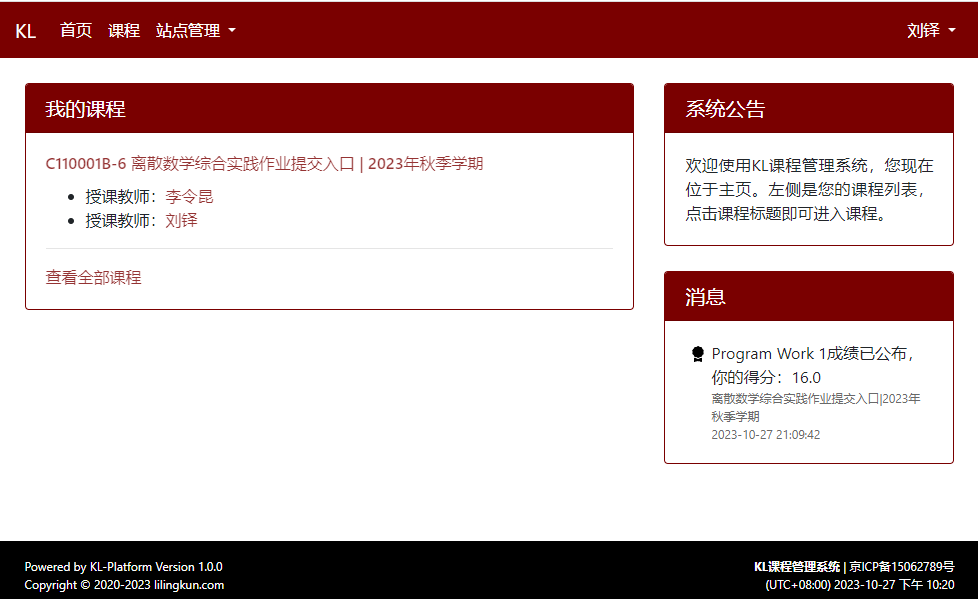 KL 首页 课程 站点管理 刘铎
我的课程
C110001B-6 离散数学综合实践作业提交入口 | 2023年秋季学期
授课教师：李令昆
授课教师：刘铎
查看全部课程
系统公告
欢迎使用KL课程管理系统，您现在
位于主页。左侧是您的课程列表，
点击课程标题即可进入课程。
消息
Program Work 1成绩已公布，
你的得分：16.0
离散数学综合实践作业提交入口|2023年
秋季学期
2023-10-27 21:09:42
Powered by KL-Platform Version 1.0.0
Copyright © 2020-2023 lilingkun.com
KL课程管理系统 | 京ICP备15062789号
(UTC+08:00) 2023-10-27 下午 10:20